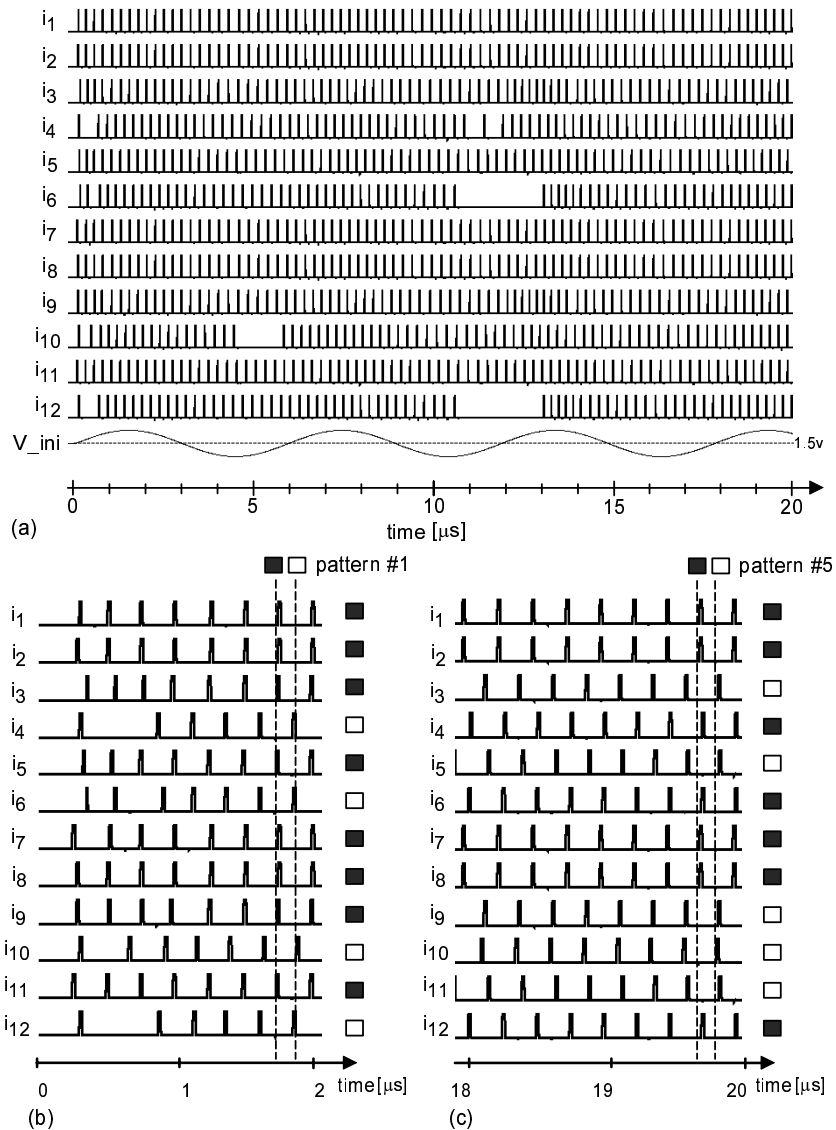 i1
i2
i3
i4
i5
i6
i7
i8
i9
i10
i11
i12
V_ini 1.5v
0 5 10 15 20
(a) time [μs]
pattern #1
i1
i2
i3
i4
i5
i6
i7
i8
i9
i10
i11
i12
0 1 2 time [μs]
(b)
pattern #5
i1
i2
i3
i4
i5
i6
i7
i8
i9
i10
i11
i12
18 19 20 time [μs]
(c)